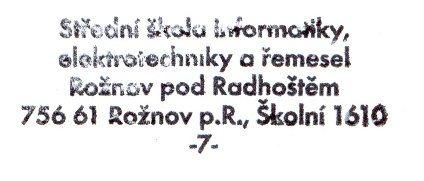 Střední škola informatiky,
elektrotechniky a řemesel
Rožnov pod Radhoštěm
756 61 Rožnov p.R., Školní 1610
-7-